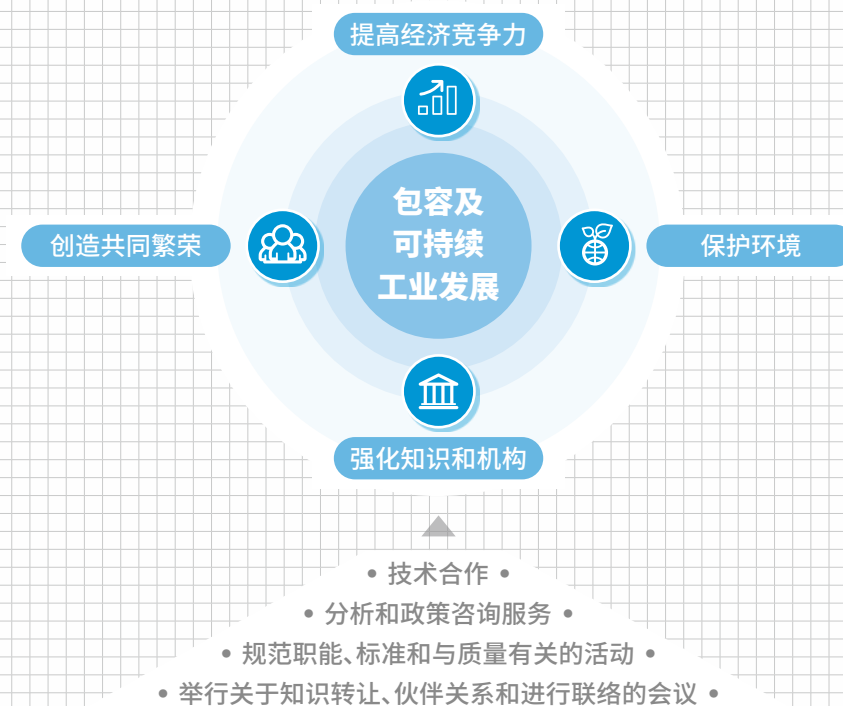 提高经济竞争力
包容及
可持续
工业发展
创造共同繁荣
保护环境
强化知识和机构
• 技术合作 •
• 分析和政策咨询服务 •
• 规范职能、标准和与质量有关的活动 •
• 举行关于知识转让、伙伴关系和进行联络的会议 •